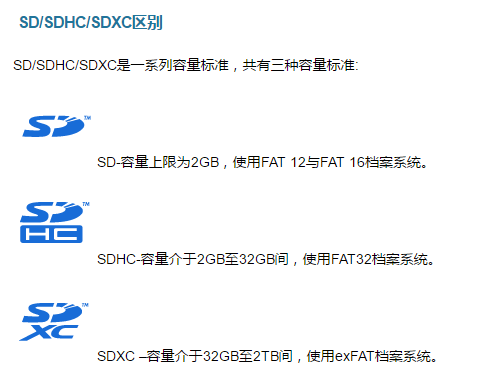 SD/SDHC/SDXC区别
SD/SDHC/SDXC是一系列容量标准，共有三种容量标准:
SD™
SD-容量上限为2GB，使用FAT 12与FAT 16档案系统。
SD™
HC
SDHC-容量介于2GB至32GB间，使用FAT32档案系统。
SD™
XC
SDXC –容量介于32GB至2TB间，使用exFAT档案系统。